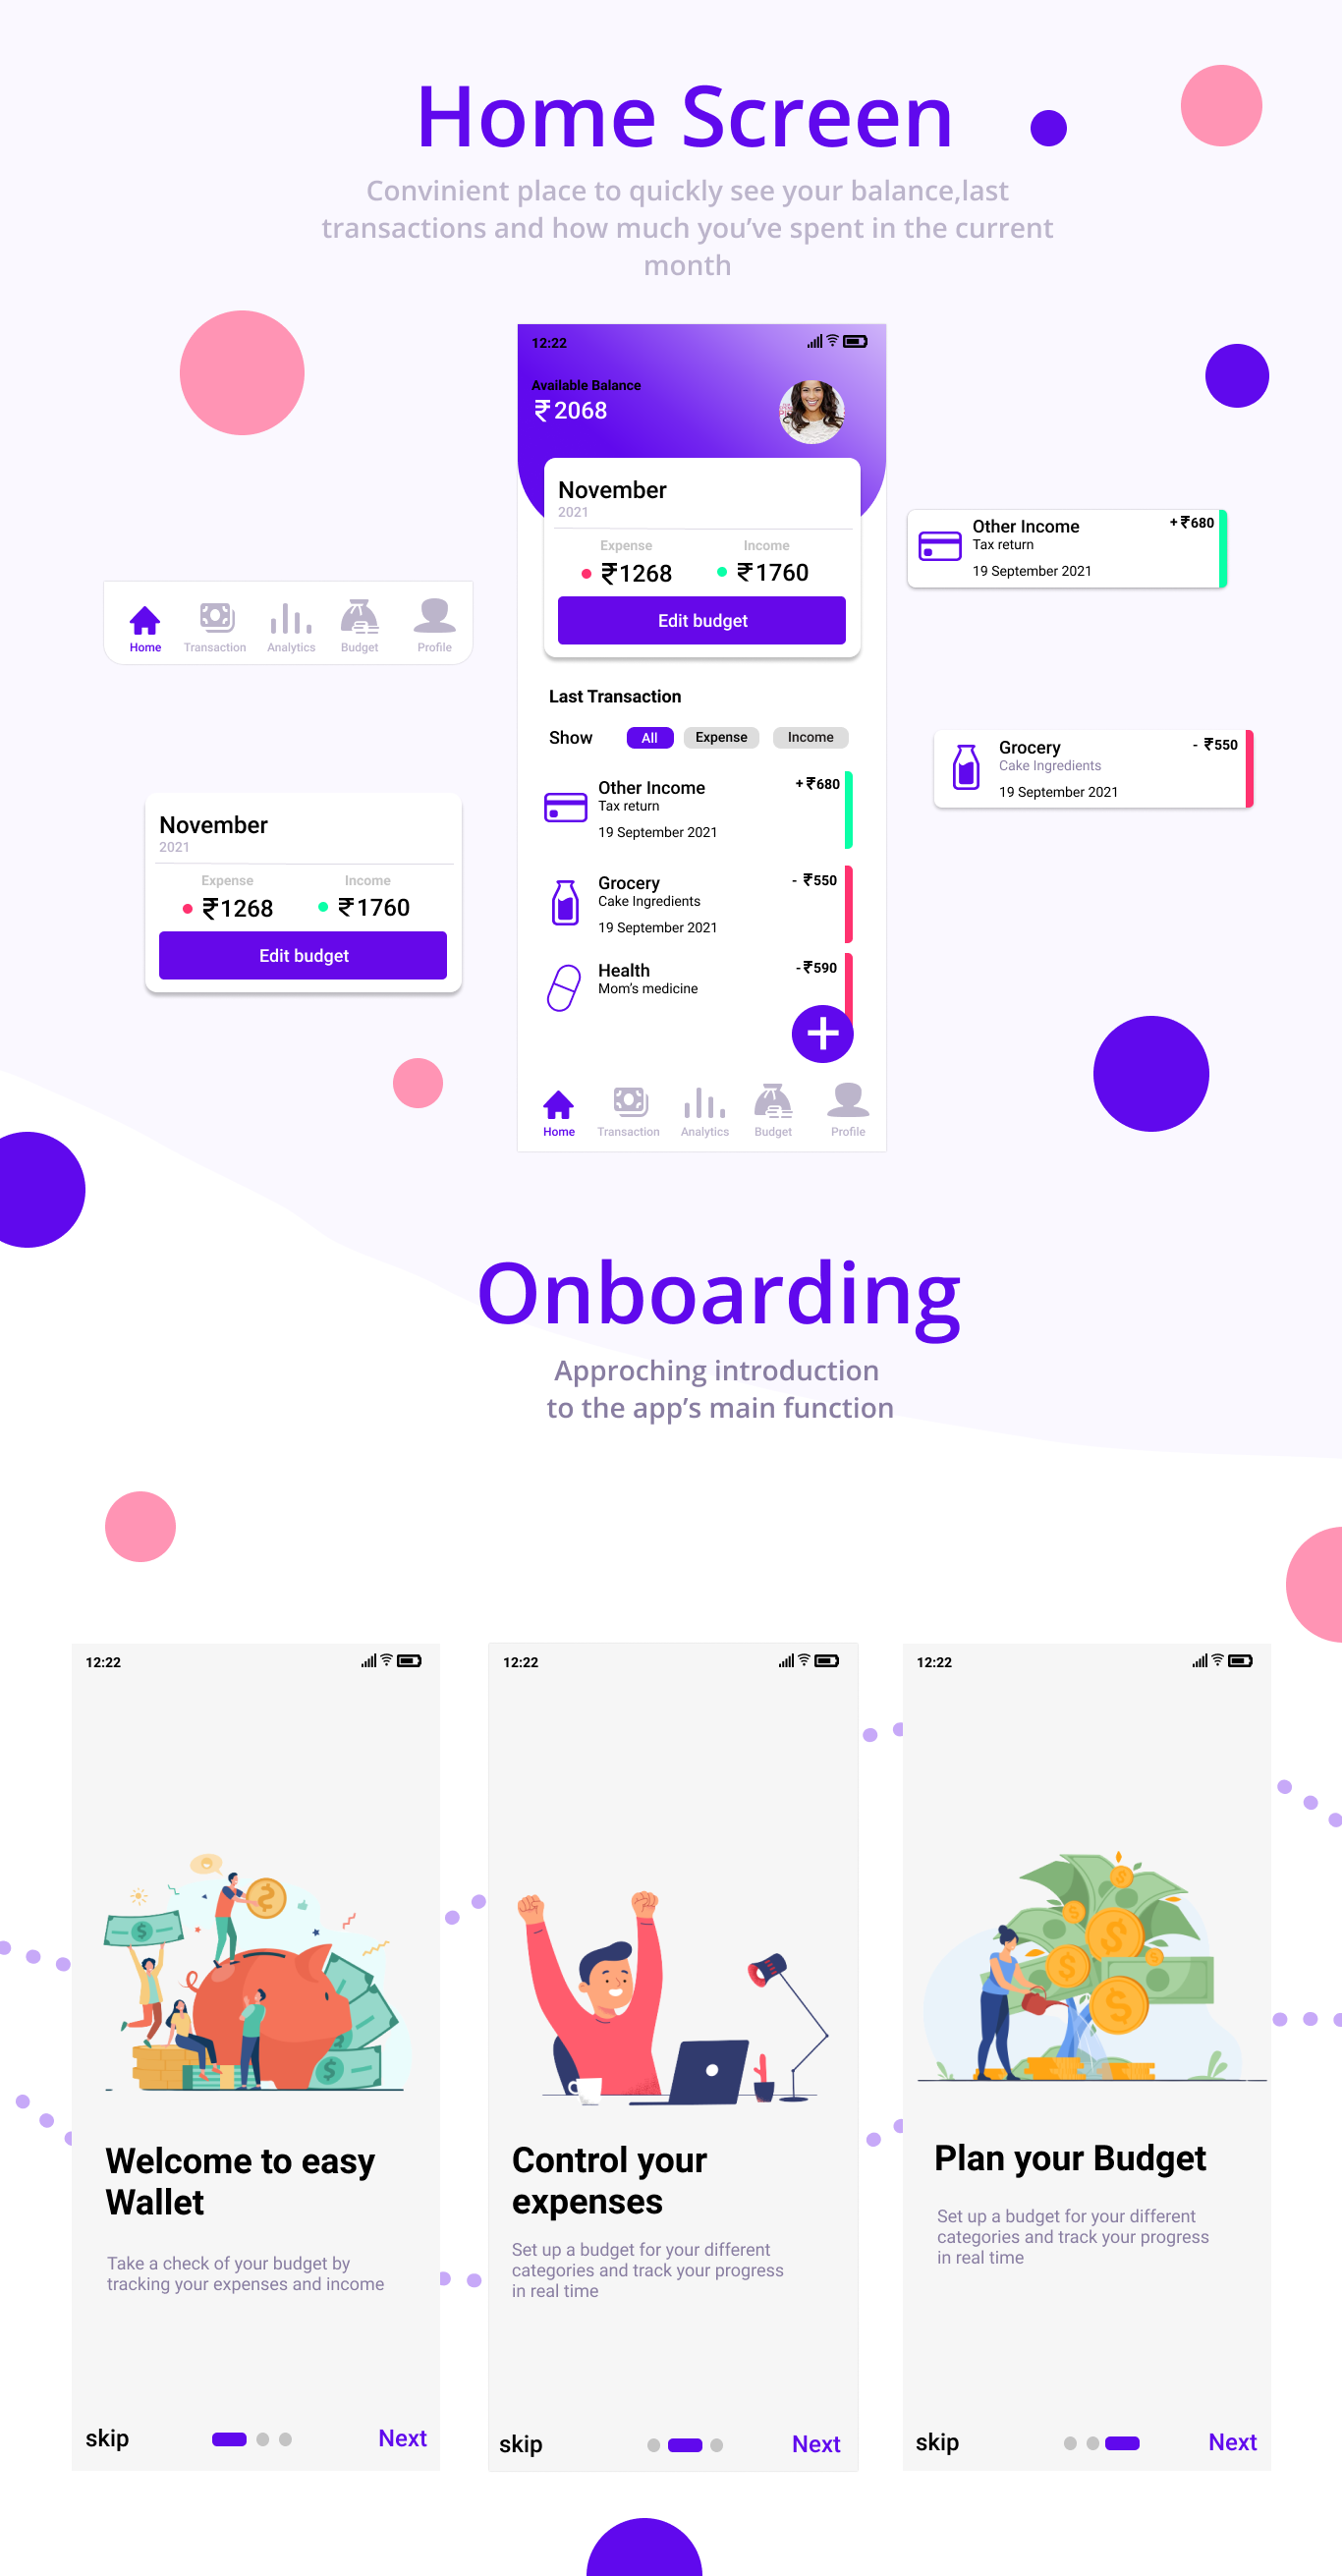 Home Screen
Convinient place to quickly see your balance,last
transactions and how much you've spent in the current
month
12:22
Available Balance
₹2068
November
2021
Expense Income
₹1268 ₹1760
Edit budget
Last Transaction
Show All Expense Income
Other Income +₹680
Tax return
19 September 2021
Grocery - ₹550
Cake Ingredients
19 September 2021
Health -₹590
Mom's medicine
Home Transaction Analytics Budget Profile
Home Transaction Analytics Budget Profile
November
2021
Expense Income
₹1268 ₹1760
Edit budget
Other Income +₹680
Tax return
19 September 2021
Grocery - ₹550
Cake Ingredients
19 September 2021
Onboarding
Approching introduction
to the app's main function
12:22
$
$
$
Welcome to easy
Wallet
Take a check of your budget by
tracking your expenses and income
skip Next
12:22
Control your
expenses
Set up a budget for your different
categories and track your progress
in real time
skip Next
12:22
$
$
$
$
$
Plan your Budget
Set up a budget for your different
categories and track your progress
in real time
skip Next